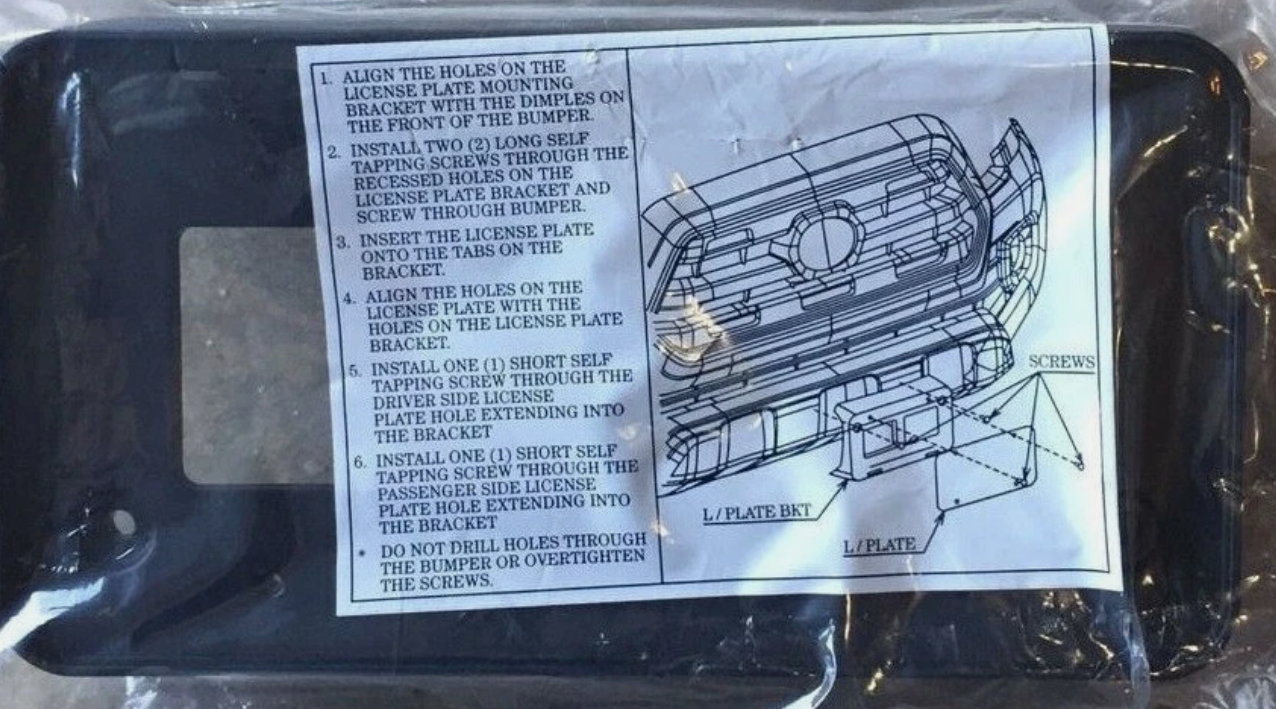 1. ALIGN THE HOLES ON THE
LICENSE PLATE MOUNTING
BRACKET WITH THE DIMPLES ON
THE FRONT OF THE BUMPER.
2. INSTALL TWO (2) LONG SELF
TAPPING SCREWS THROUGH THE
RECESSED HOLES ON THE
LICENSE PLATE BRACKET AND
SCREW THROUGH BUMPER.
3. INSERT THE LICENSE PLATE
ONTO THE TABS ON THE
BRACKET.
4. ALIGN THE HOLES ON THE
LICENSE PLATE WITH THE
HOLES ON THE LICENSE PLATE
BRACKET.
5. INSTALL ONE (1) SHORT SELF
TAPPING SCREW THROUGH THE
DRIVER SIDE LICENSE
PLATE HOLE EXTENDING INTO
THE BRACKET
6. INSTALL ONE (1) SHORT SELF
TAPPING SCREW THROUGH THE
PASSENGER SIDE LICENSE
PLATE HOLE EXTENDING INTO
THE BRACKET
* DO NOT DRILL HOLES THROUGH
THE BUMPER OR OVERTIGHTEN
THE SCREWS.
SCREWS
L / PLATE BKT
L / PLATE